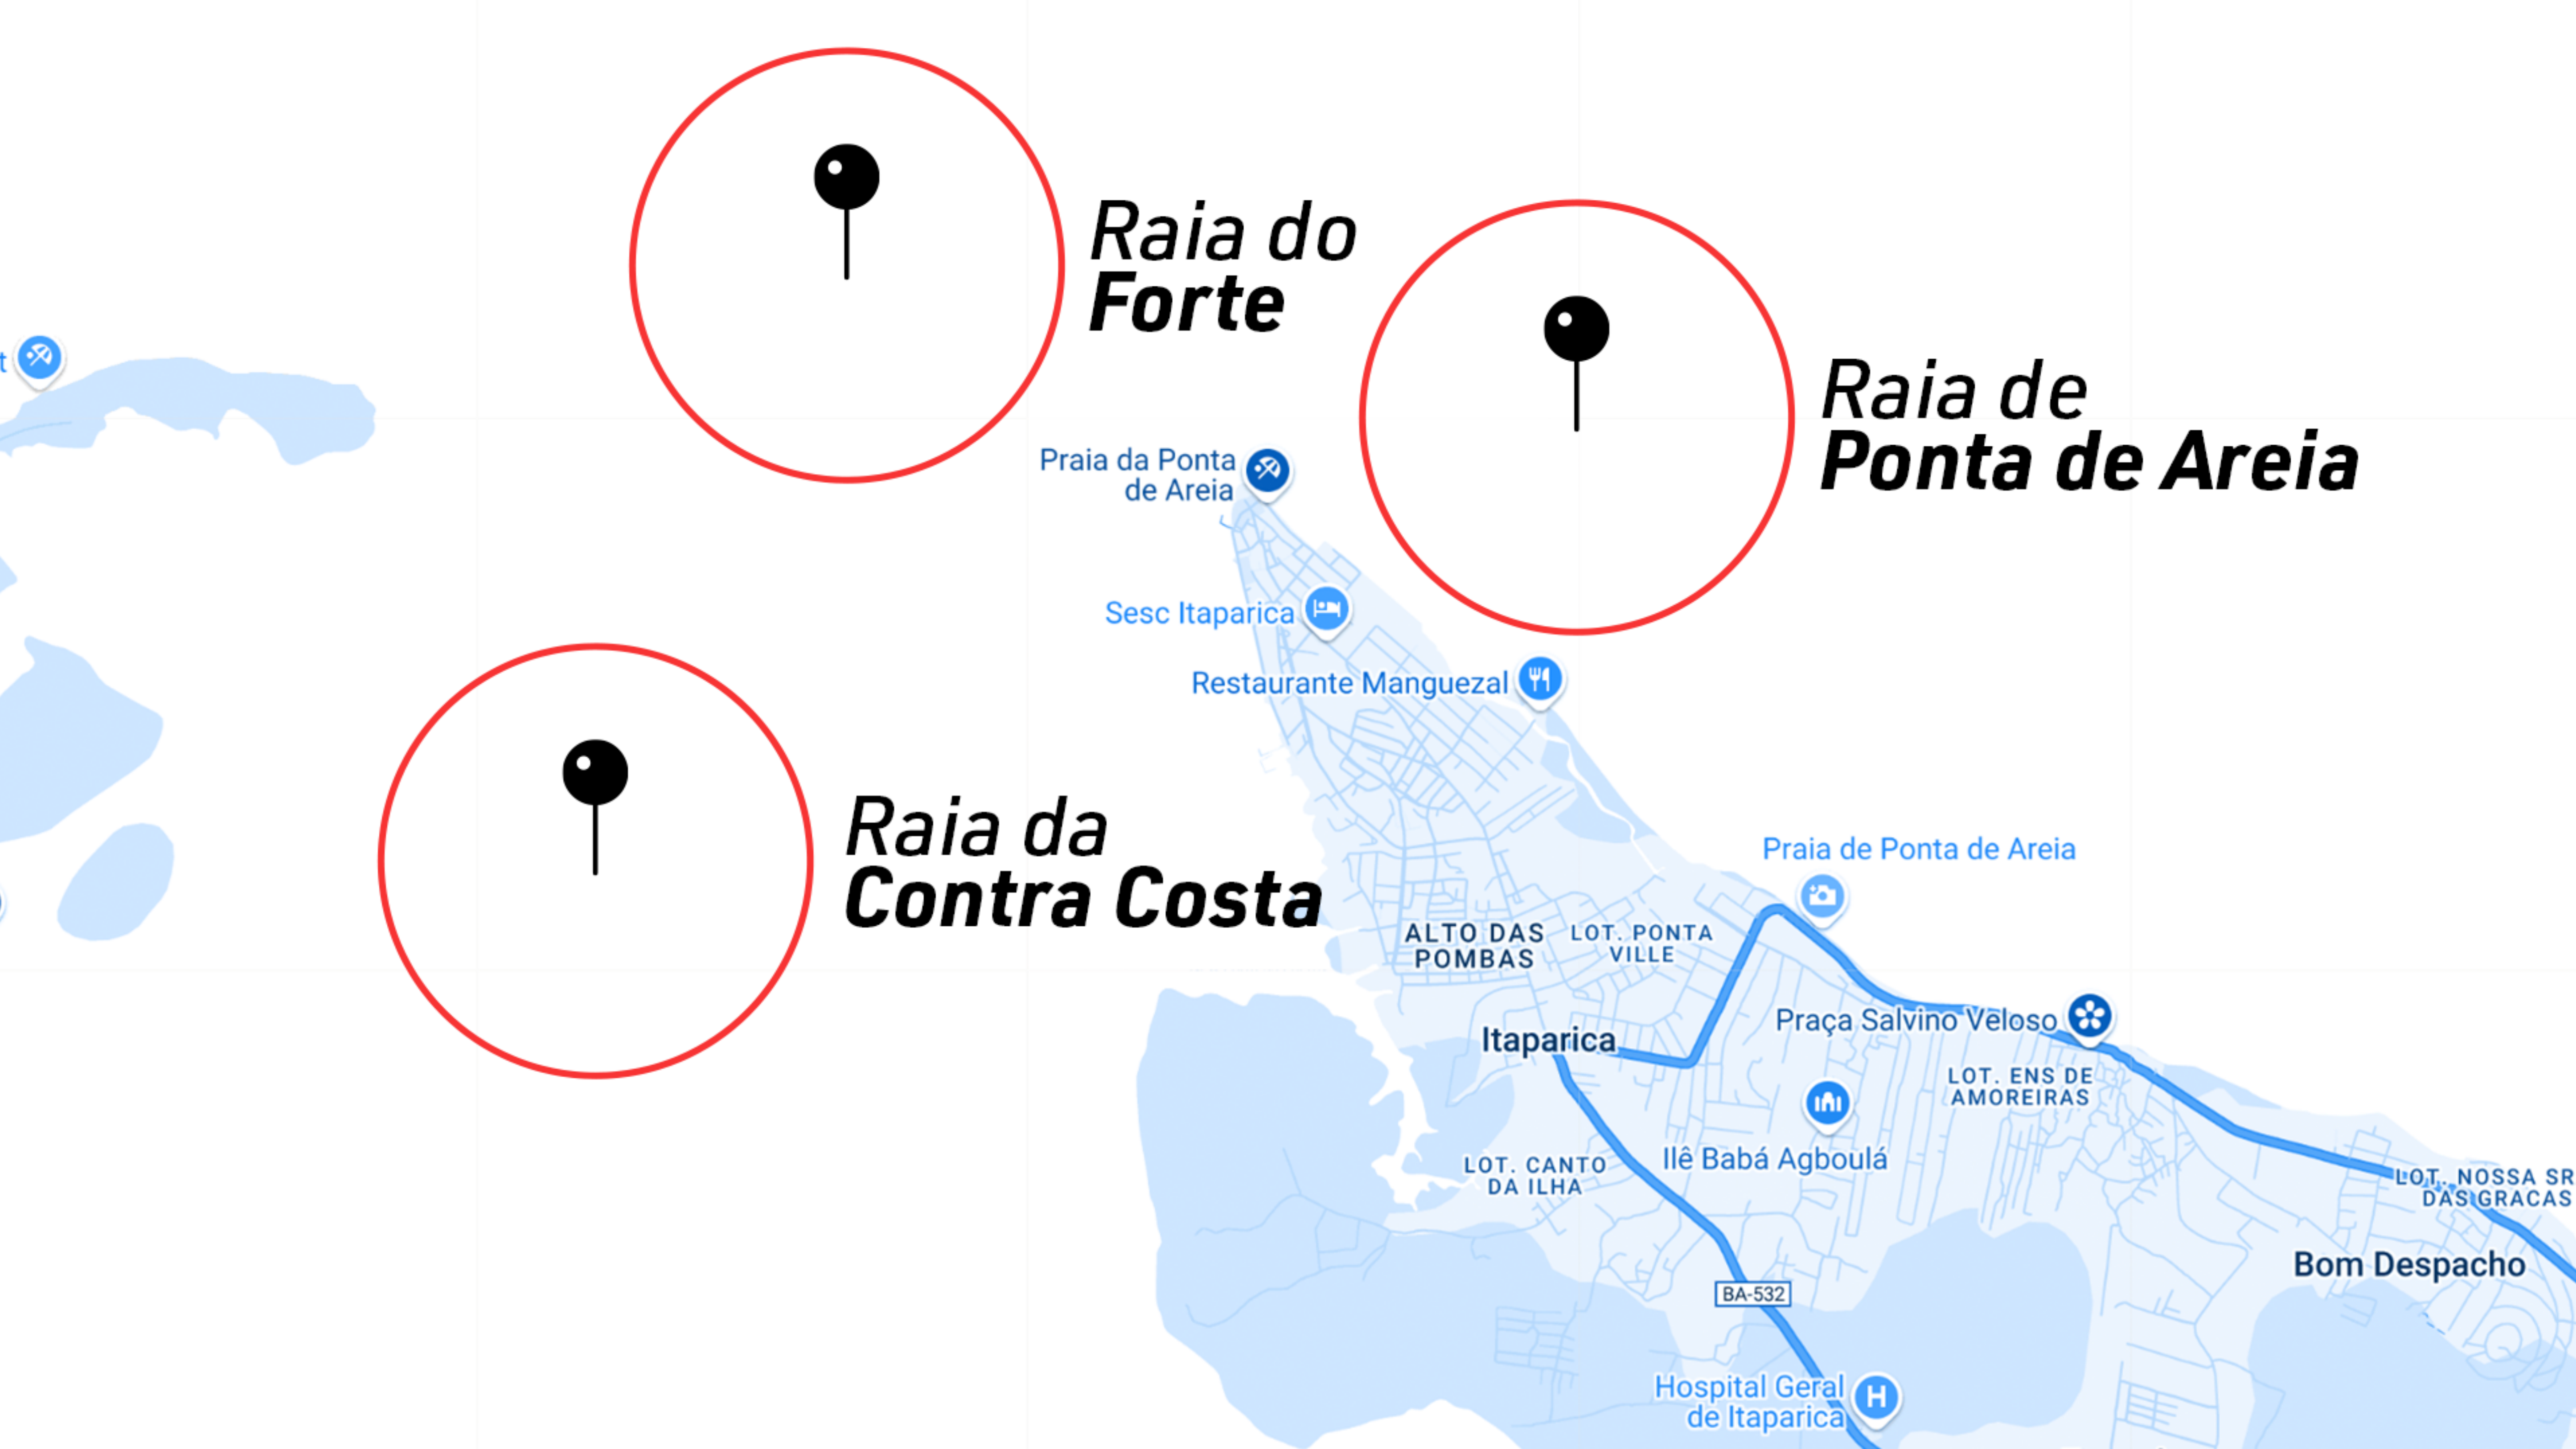 Raia do
Forte
Raia de
Ponta de Areia
t
Praia da Ponta
de Areia
Sesc Itaparica
Restaurante Manguezal
Raia da
Contra Costa
Praia de Ponta de Areia
ALTO DAS
POMBAS
LOT. PONTA
VILLE
Itaparica
Praça Salvino Veloso
LOT. ENS DE
AMOREIRAS
Ilê Babá Agboulá
LOT. CANTO
DA ILHA
LOT. NOSSA SR
DAS GRACAS
Bom Despacho
BA-532
Hospital Geral
de Itaparica
H